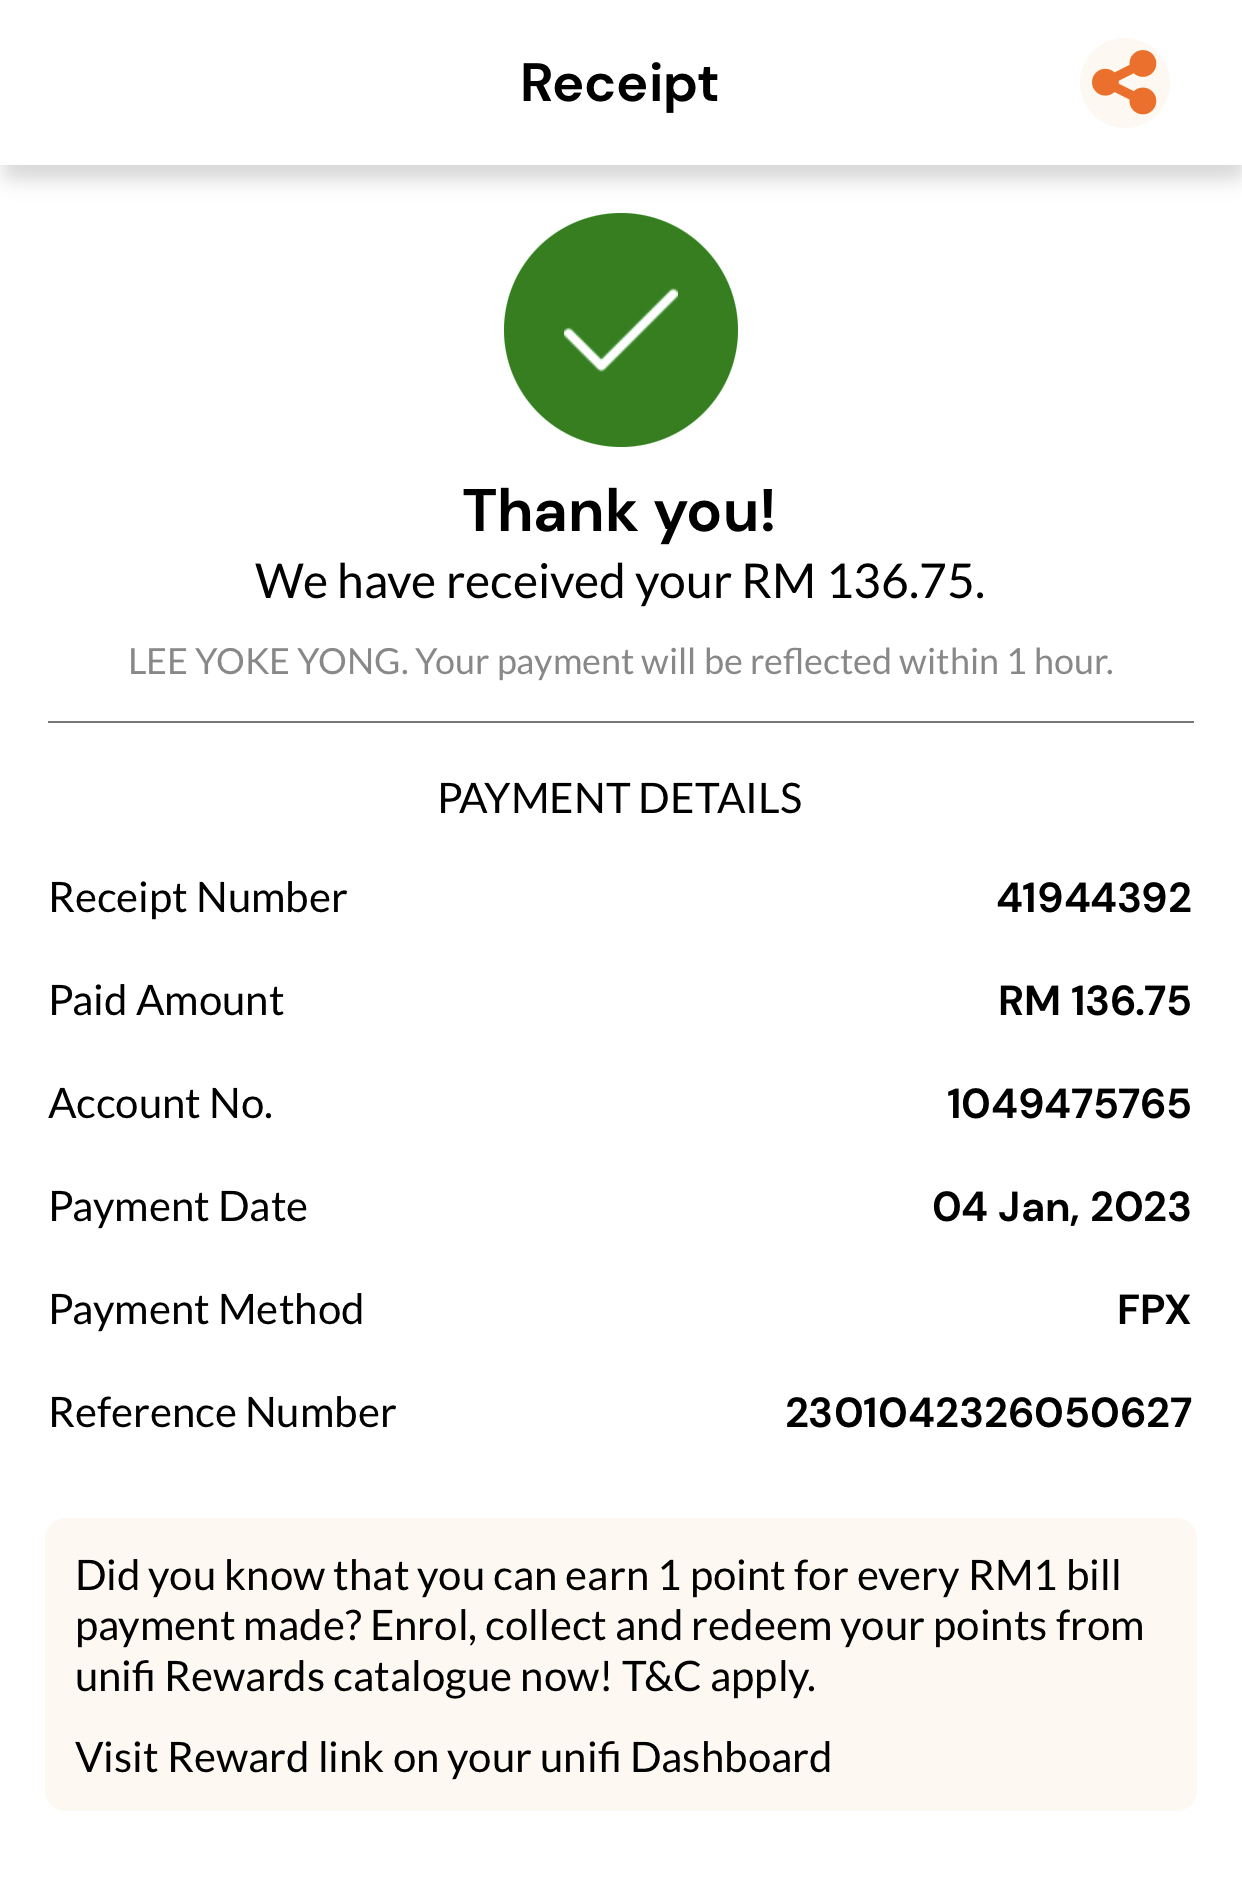 Receipt
Thank you!
We have received your RM 136.75.
LEE YOKE YONG. Your payment will be reflected within 1 hour.
PAYMENT DETAILS
Receipt Number 41944392
Paid Amount RM 136.75
Account No. 1049475765
Payment Date 04 Jan, 2023
Payment Method FPX
Reference Number 2301042326050627
Did you know that you can earn 1 point for every RM1 bill
payment made? Enrol, collect and redeem your points from
unifi Rewards catalogue now! T&C apply.
Visit Reward link on your unifi Dashboard